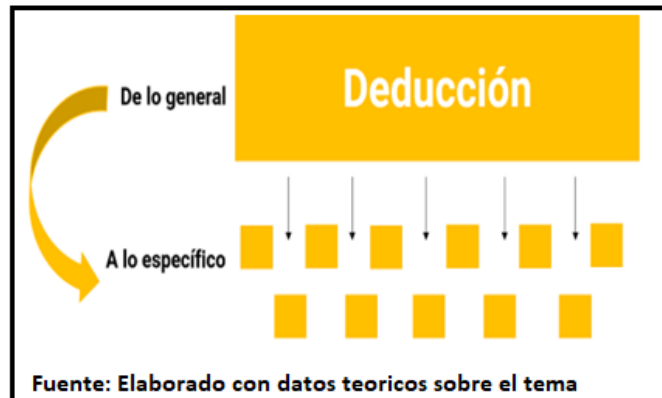 De lo general
Deducción
A lo específico
Fuente: Elaborado con datos teoricos sobre el tema